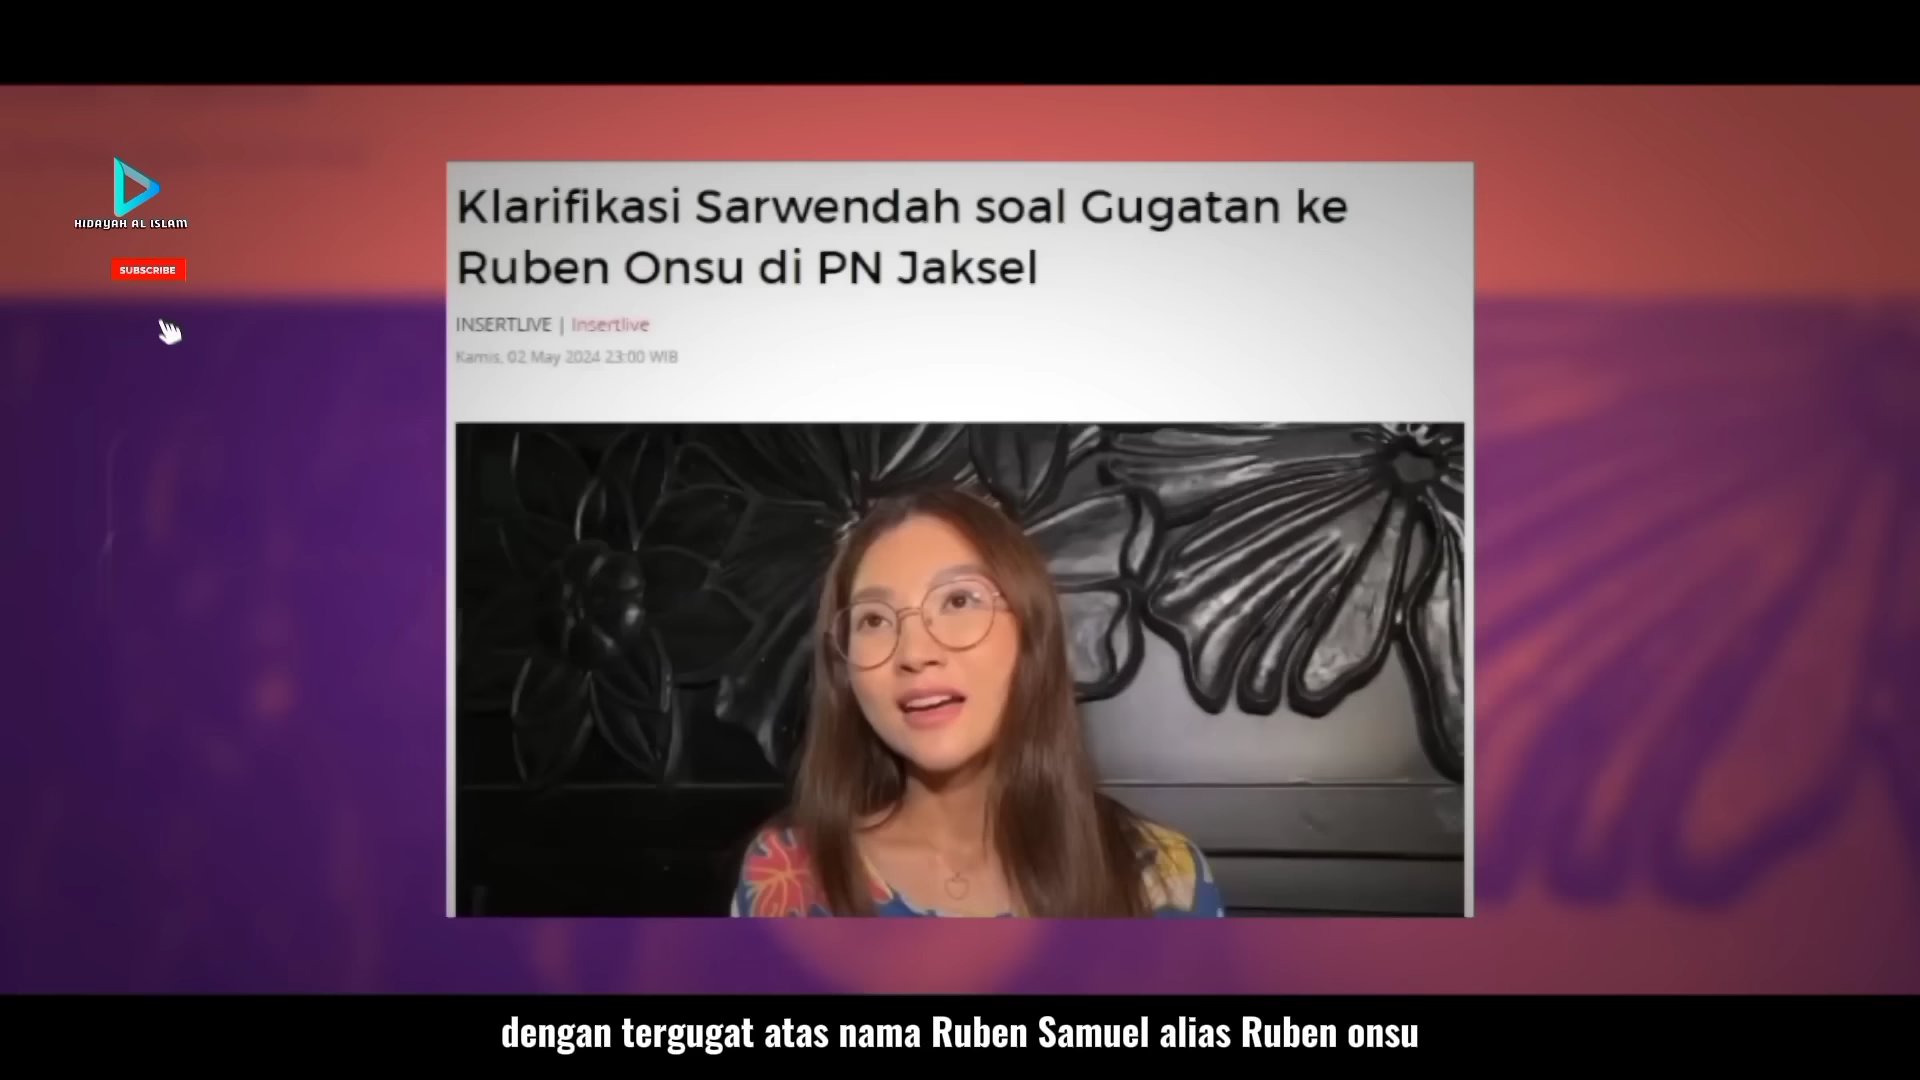 HIDAYAH AL ISLAM
SUBSCRIBE
Klarifikasi Sarwendah soal Gugatan ke
Ruben Onsu di PN Jaksel
INSERTLIVE | Insertlive
Kamis, 02 May 2024 23:00 WIB
dengan tergugat atas nama Ruben Samuel alias Ruben onsu